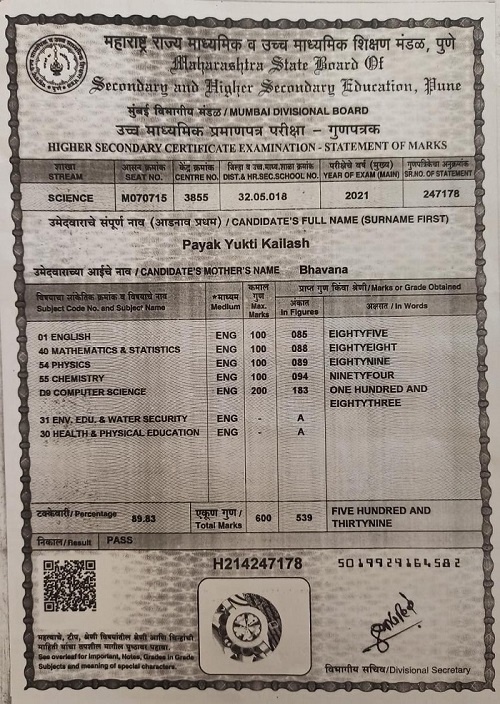 महाराष्ट्र राज्य माध्यमिक व उच्च माध्यमिक शिक्षण मंडळ, पुणे
Maharashtra State Board Of
Secondary and Higher Secondary Education, Pune
मुंबई विभागीय मंडळ / MUMBAI DIVISIONAL BOARD
उच्च माध्यमिक प्रमाणपत्र परीक्षा – गुणपत्रक
HIGHER SECONDARY CERTIFICATE EXAMINATION - STATEMENT OF MARKS
शाखा आसन क्रमांक केंद्र क्रमांक जिल्हा व उच्च.माध्य.शाळा क्रमांक परीक्षेचे वर्ष (मुख्य) गुणपत्रिकेचा अनुक्रमांक
STREAM SEAT NO. CENTRE NO. DIST. & HR.SEC.SCHOOL NO. YEAR OF EXAM (MAIN) SR.NO. OF STATEMENT
SCIENCE M070715 3855 32.05.018 2021 247178
उमेदवाराचे संपूर्ण नाव (आडनाव प्रथम) / CANDIDATE'S FULL NAME (SURNAME FIRST)
Payak Yukti Kailash
उमेदवाराच्या आईचे नाव / CANDIDATE'S MOTHER'S NAME Bhavana
विषयाचा सांकेतिक क्रमांक व विषयाचे नाव
Subject Code No. and Subject Name
*माध्यम
Medium
कमाल गुण
Max. Marks
प्राप्त गुण किंवा श्रेणी/Marks or Grade Obtained
अंकात
In Figures
अक्षरात / In Words
01 ENGLISH ENG 100 085 EIGHTYFIVE
40 MATHEMATICS & STATISTICS ENG 100 088 EIGHTYEIGHT
54 PHYSICS ENG 100 089 EIGHTYNINE
55 CHEMISTRY ENG 100 094 NINETYFOUR
D9 COMPUTER SCIENCE ENG 200 183 ONE HUNDRED AND
EIGHTYTHREE
31 ENV. EDU. & WATER SECURITY ENG - A
30 HEALTH & PHYSICAL EDUCATION ENG - A
टक्केवारी/ Percentage 89.83 एकूण गुण / Total Marks 600 539 FIVE HUNDRED AND
THIRTYNINE
निकाल/Result PASS
H214247178
5019929164582
महत्वाचे, टीप, श्रेणी विषयांतील श्रेणी आणि चिन्हांची
माहिती यांचा तपशील मागील पृष्ठावर पहावा.
See overleaf for Important, Notes, Grades in Grade
Subjects and meaning of special characters.
विभागीय सचिव/Divisional Secretary